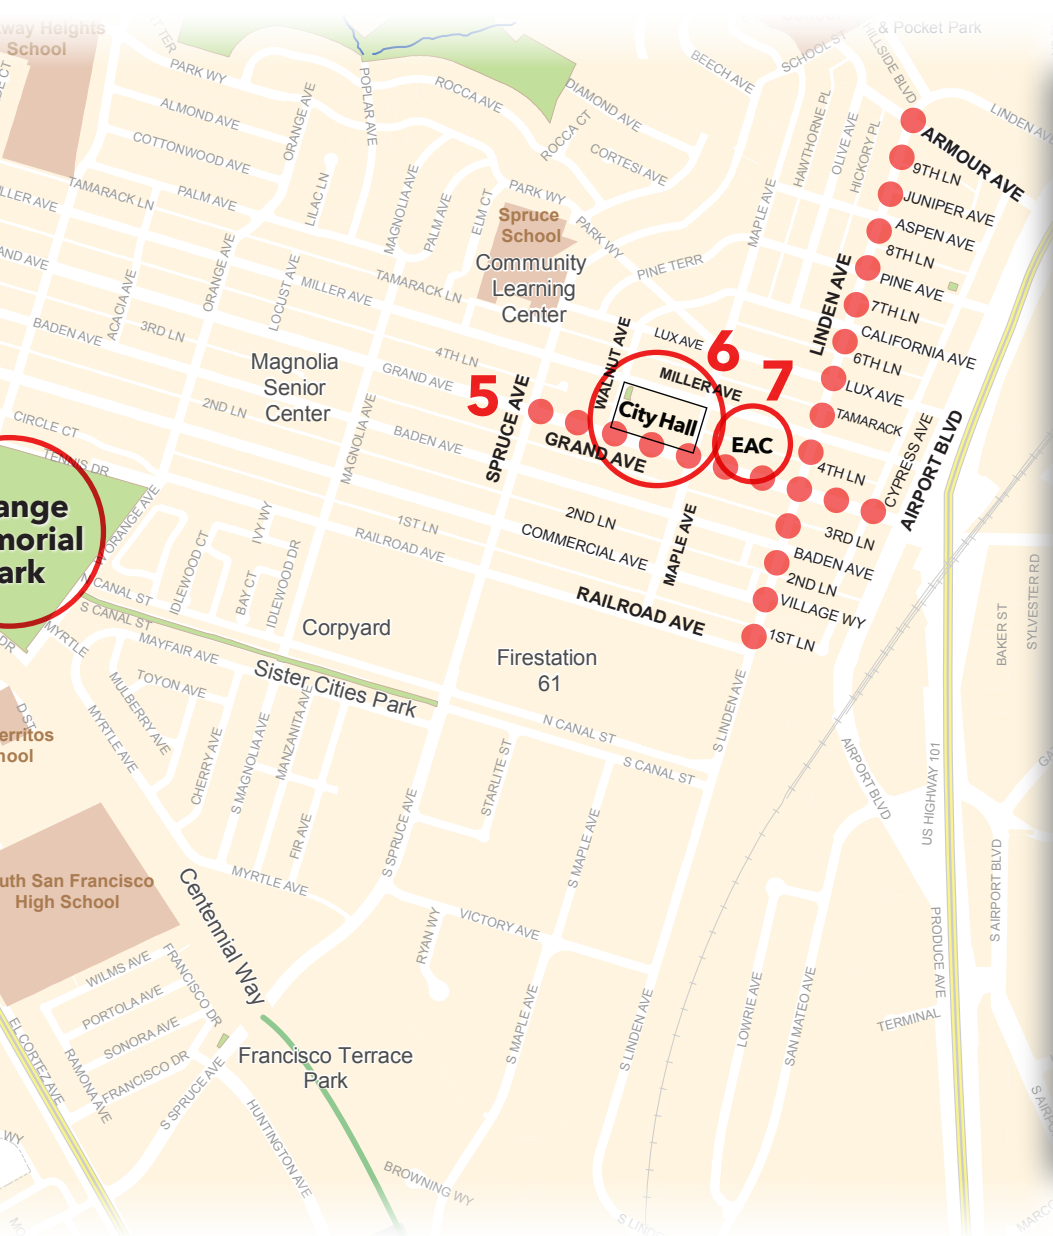 School
& Pocket Park
HILLSIDE BLVD
SCHOOL ST
BEECH AVE
PARK WY
POPLAR AVE
ROCCA AVE
DIAMOND AVE
LINDEN AVE
ALMOND AVE
ORANGE AVE
ROCCA CT
HAWTHORNE PL
OLIVE AVE
HICKORY PL
ARMOUR AVE
COTTONWOOD AVE
CORTESI AVE
9TH LN
TAMARACK LN
PALM AVE
LILAC LN
MAGNOLIA AVE
PALM AVE
ELM CT
PARK WY
MAPLE AVE
JUNIPER AVE
Spruce
School
PARK WY
ASPEN AVE
8TH LN
ORANGE AVE
Community
Learning
Center
PINE TERR
LINDEN AVE
PINE AVE
ACACIA AVE
LOCUST AVE
MILLER AVE
TAMARACK LN
7TH LN
BADEN AVE
3RD LN
WALNUT AVE
LUX AVE
6
CALIFORNIA AVE
4TH LN
6TH LN
Magnolia
Senior
Center
GRAND AVE
5
SPRUCE AVE
MILLER AVE
7
LUX AVE
2ND LN
City Hall
TAMARACK
CIRCLE CT
MAGNOLIA AVE
BADEN AVE
GRAND AVE
EAC
CYPRESS AVE
AIRPORT BLVD
TENNIS DR
4TH LN
W ORANGE AVE
IVY WY
1ST LN
2ND LN
MAPLE AVE
3RD LN
RAILROAD AVE
COMMERCIAL AVE
BADEN AVE
IDLEWOOD CT
BAY CT
IDLEWOOD DR
2ND LN
N CANAL ST
RAILROAD AVE
VILLAGE WY
S CANAL ST
Corpyard
1ST LN
BAKER ST
SYLVESTER RD
MYRTLE
MAYFAIR AVE
Firestation
61
TOYON AVE
Sister Cities Park
MULBERRY AVE
D ST
MYRTLE AVE
CHERRY AVE
S MAGNOLIA AVE
MANZANITA AVE
N CANAL ST
S LINDEN AVE
STARLITE ST
S CANAL ST
AIRPORT BLVD
US HIGHWAY 101
FIR AVE
S SPRUCE AVE
S MAPLE AVE
S AIRPORT BLVD
MYRTLE AVE
High School
Centennial Way
RYAN WY
VICTORY AVE
PRODUCE AVE
WILMS AVE
FRANCISCO DR
PORTOLA AVE
SONORA AVE
FRANCISCO DR
EL CORTEZ AVE
RAMONA AVE
S SPRUCE AVE
Francisco Terrace
Park
S MAPLE AVE
S LINDEN AVE
LOWRIE AVE
SAN MATEO AVE
TERMINAL
HUNTINGTON AVE
BROWNING WY